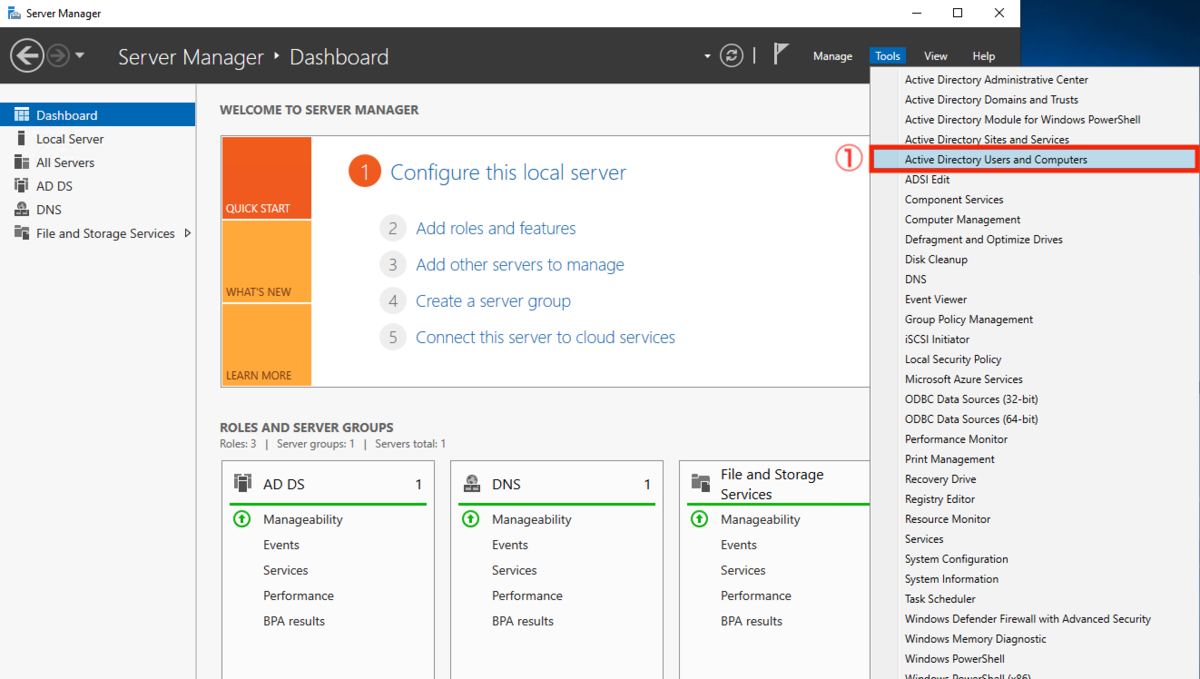 Server Manager
Server Manager ‣ Dashboard
Manage Tools View Help
Dashboard
Local Server
All Servers
AD DS
DNS
File and Storage Services
WELCOME TO SERVER MANAGER
QUICK START
WHAT'S NEW
LEARN MORE
1 Configure this local server
2 Add roles and features
3 Add other servers to manage
4 Create a server group
5 Connect this server to cloud services
ROLES AND SERVER GROUPS
Roles: 3 | Server groups: 1 | Servers total: 1
AD DS 1
Manageability
Events
Services
Performance
BPA results
DNS 1
Manageability
Events
Services
Performance
BPA results
File and Storage
Services
Manageability
Events
Services
Performance
BPA results
Active Directory Administrative Center
Active Directory Domains and Trusts
Active Directory Module for Windows PowerShell
Active Directory Sites and Services
① Active Directory Users and Computers
ADSI Edit
Component Services
Computer Management
Defragment and Optimize Drives
Disk Cleanup
DNS
Event Viewer
Group Policy Management
iSCSI Initiator
Local Security Policy
Microsoft Azure Services
ODBC Data Sources (32-bit)
ODBC Data Sources (64-bit)
Performance Monitor
Print Management
Recovery Drive
Registry Editor
Resource Monitor
Services
System Configuration
System Information
Task Scheduler
Windows Defender Firewall with Advanced Security
Windows Memory Diagnostic
Windows PowerShell
Windows PowerShell (x86)